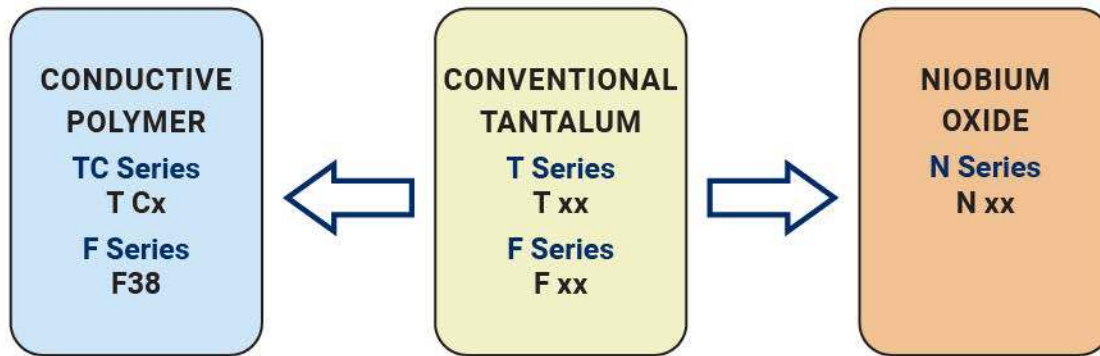 CONDUCTIVE
POLYMER
TC Series
T Cx
F Series
F38
CONVENTIONAL
TANTALUM
T Series
T xx
F Series
F xx
NIOBIUM
OXIDE
N Series
N xx